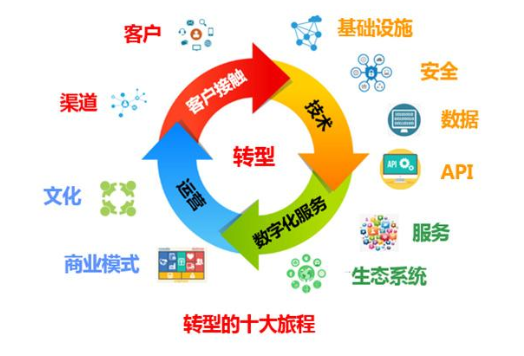 客户
基础设施
安全
渠道
客户接触
技术
数据
转型
API
API
文化
运营
数字化服务
服务
商业模式
生态系统
转型的十大旅程